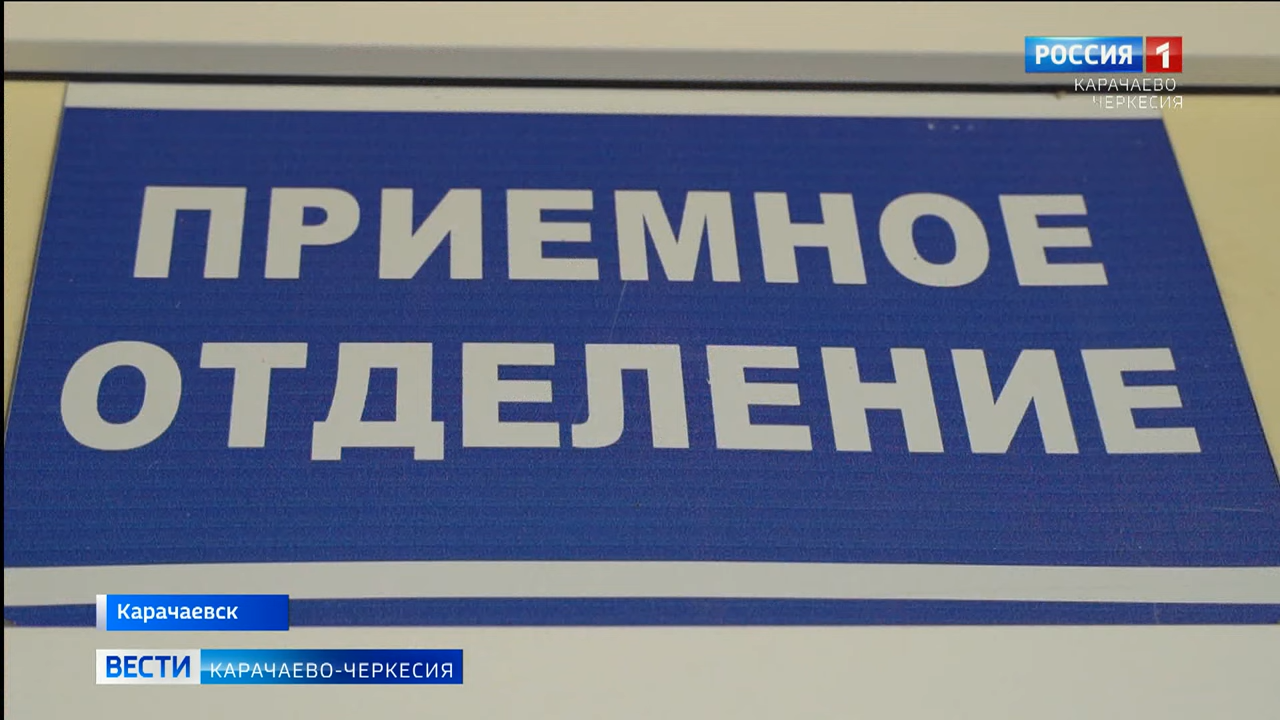 РОССИЯ 1
КАРАЧАЕВО
ЧЕРКЕСИЯ
ПРИЕМНОЕ
ОТДЕЛЕНИЕ
Карачаевск
ВЕСТИ КАРАЧАЕВО-ЧЕРКЕСИЯ